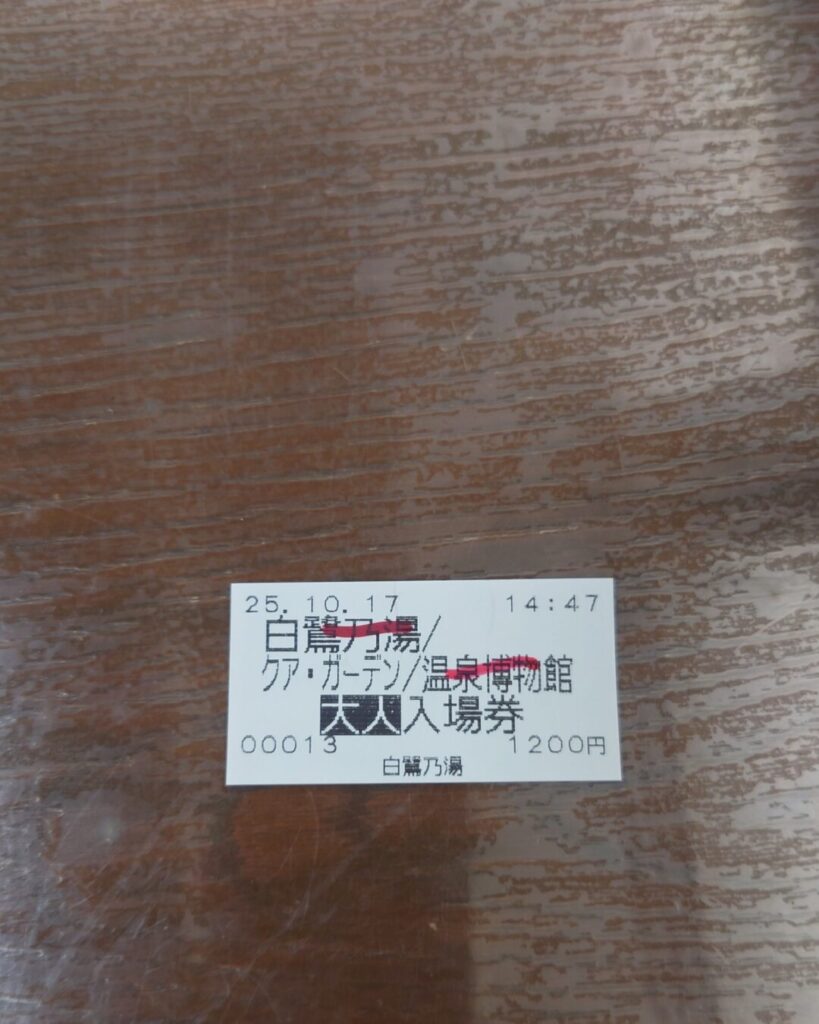 25.10.17 14:47
白鷺乃湯/
クア・ガーデン/温泉博物館
大人入場券
00013 1200円
白鷺乃湯